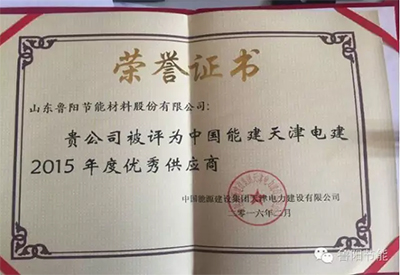 荣誉证书
山东鲁阳节能材料股份有限公司:
贵公司被评为中国能建天津电建
2015年度优秀供应商
中国能源建设集团天津电力建设有限公司
二〇一六年二月
鲁阳节能